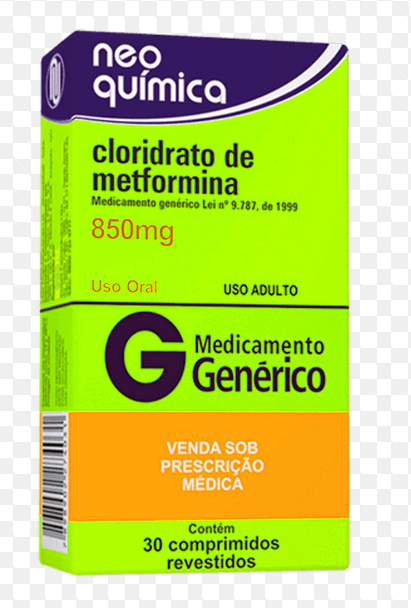 neo
química
cloridrato de
metformina
Medicamento genérico Lei nº 9.787, de 1999
850mg
Uso Oral
USO ADULTO
G Medicamento
Genérico
VENDA SOB
PRESCRIÇÃO
MÉDICA
Contém
30 comprimidos
revestidos